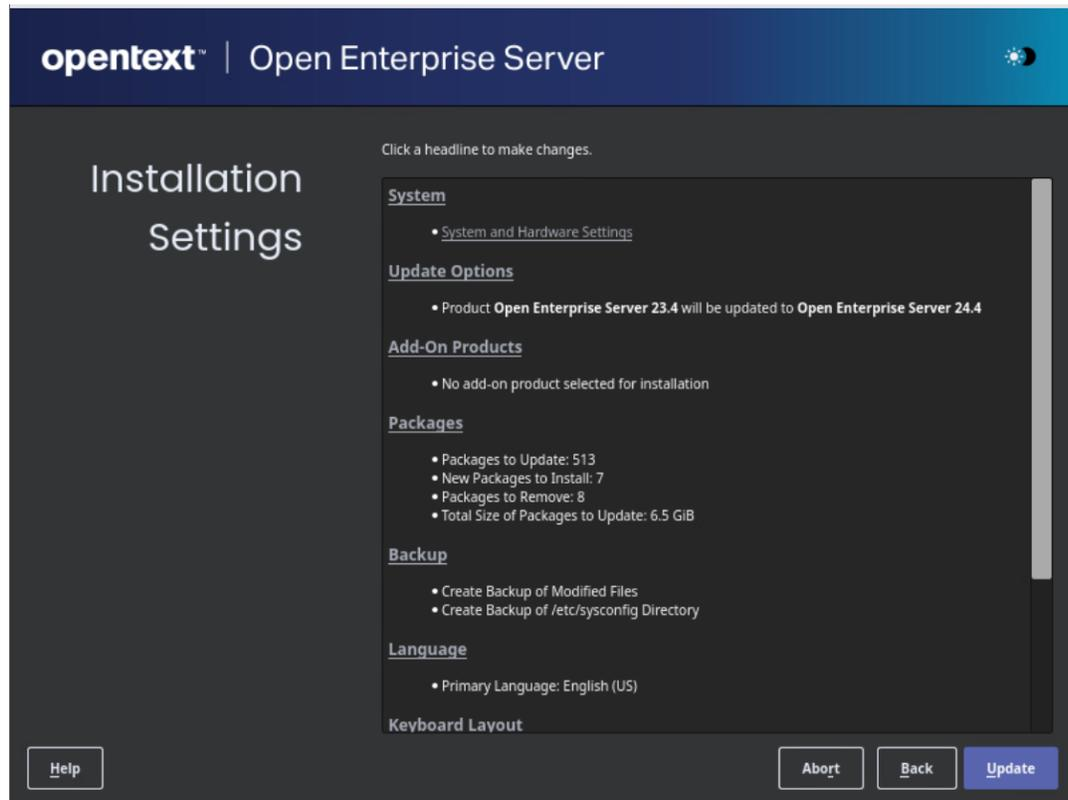 opentext™ | Open Enterprise Server
Installation
Settings
Click a headline to make changes.
System
• System and Hardware Settings
Update Options
• Product Open Enterprise Server 23.4 will be updated to Open Enterprise Server 24.4
Add-On Products
• No add-on product selected for installation
Packages
• Packages to Update: 513
• New Packages to Install: 7
• Packages to Remove: 8
• Total Size of Packages to Update: 6.5 GiB
Backup
• Create Backup of Modified Files
• Create Backup of /etc/sysconfig Directory
Language
• Primary Language: English (US)
Keyboard Layout
Help
Abort
Back
Update